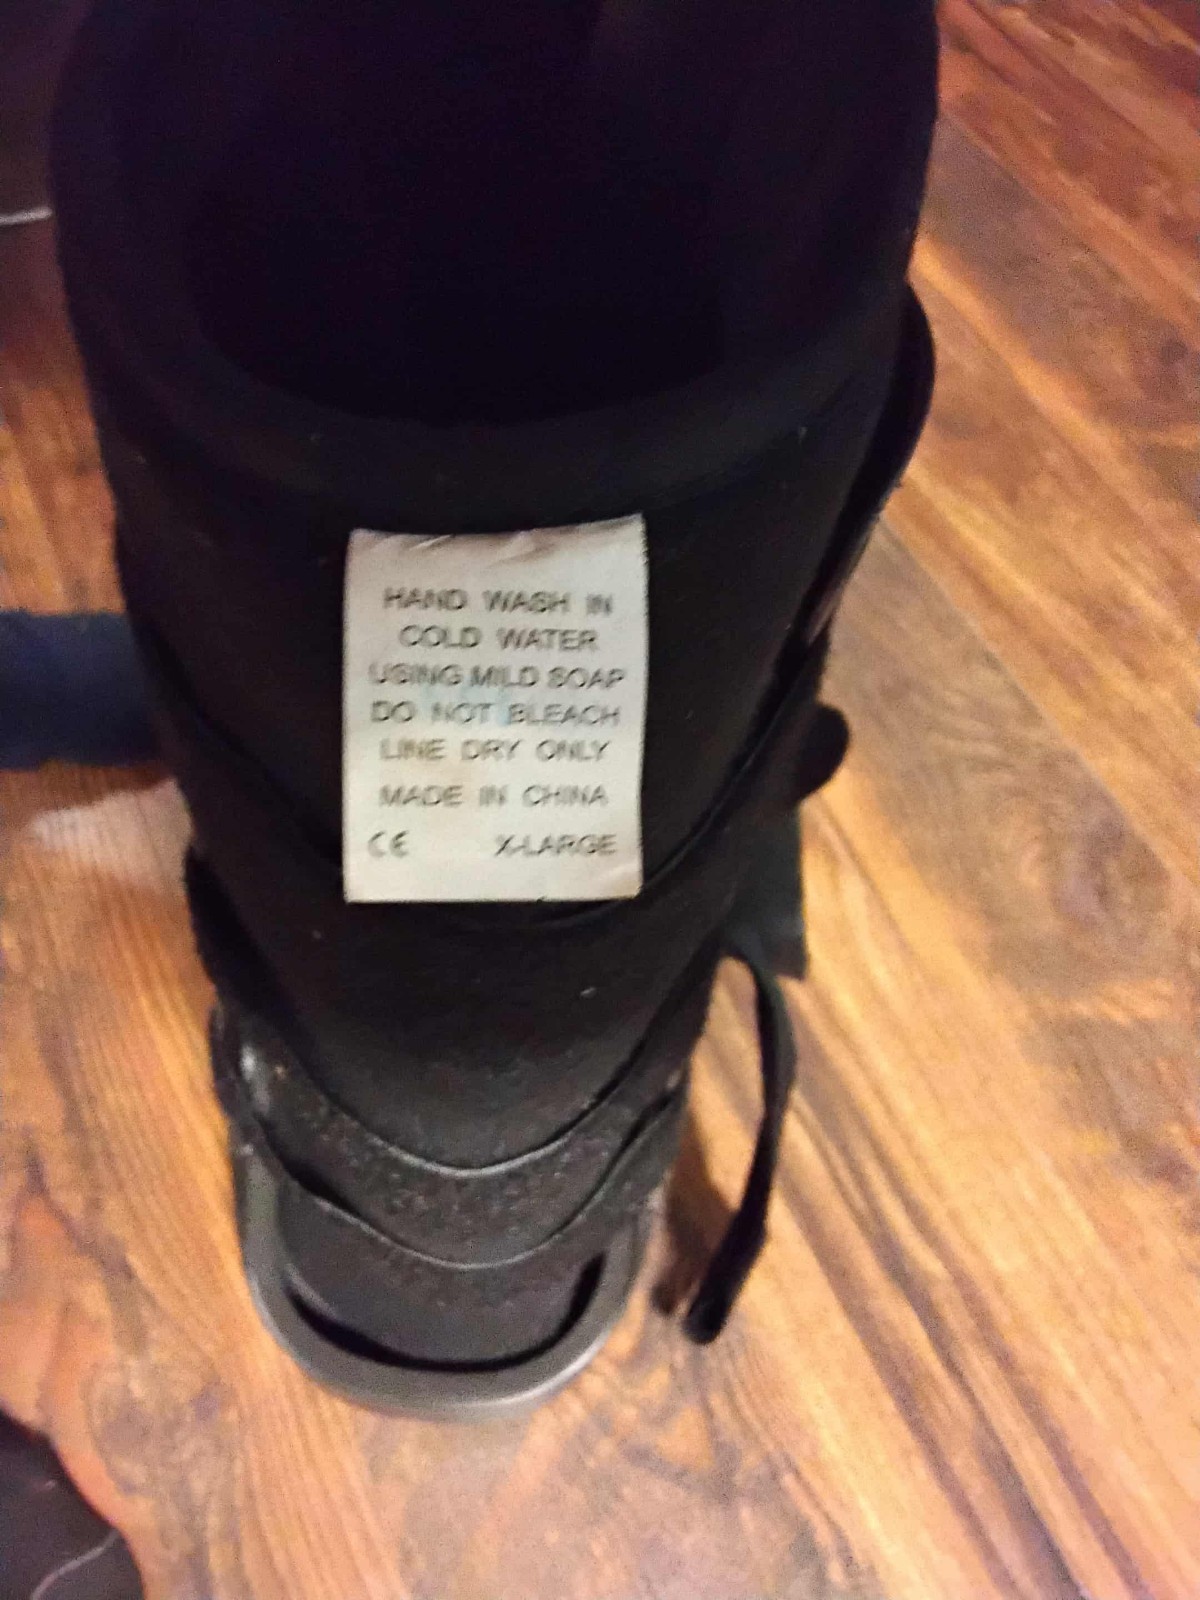 HAND WASH IN
COLD WATER
USING MILD SOAP
DO NOT BLEACH
LINE DRY ONLY
MADE IN CHINA
CE X-LARGE